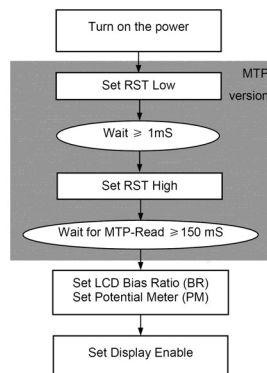 Turn on the power
Set RST Low
MTP
version
Wait ≥ 1mS
Set RST High
Wait for MTP-Read ≥150 mS
Set LCD Bias Ratio (BR)
Set Potential Meter (PM)
Set Display Enable